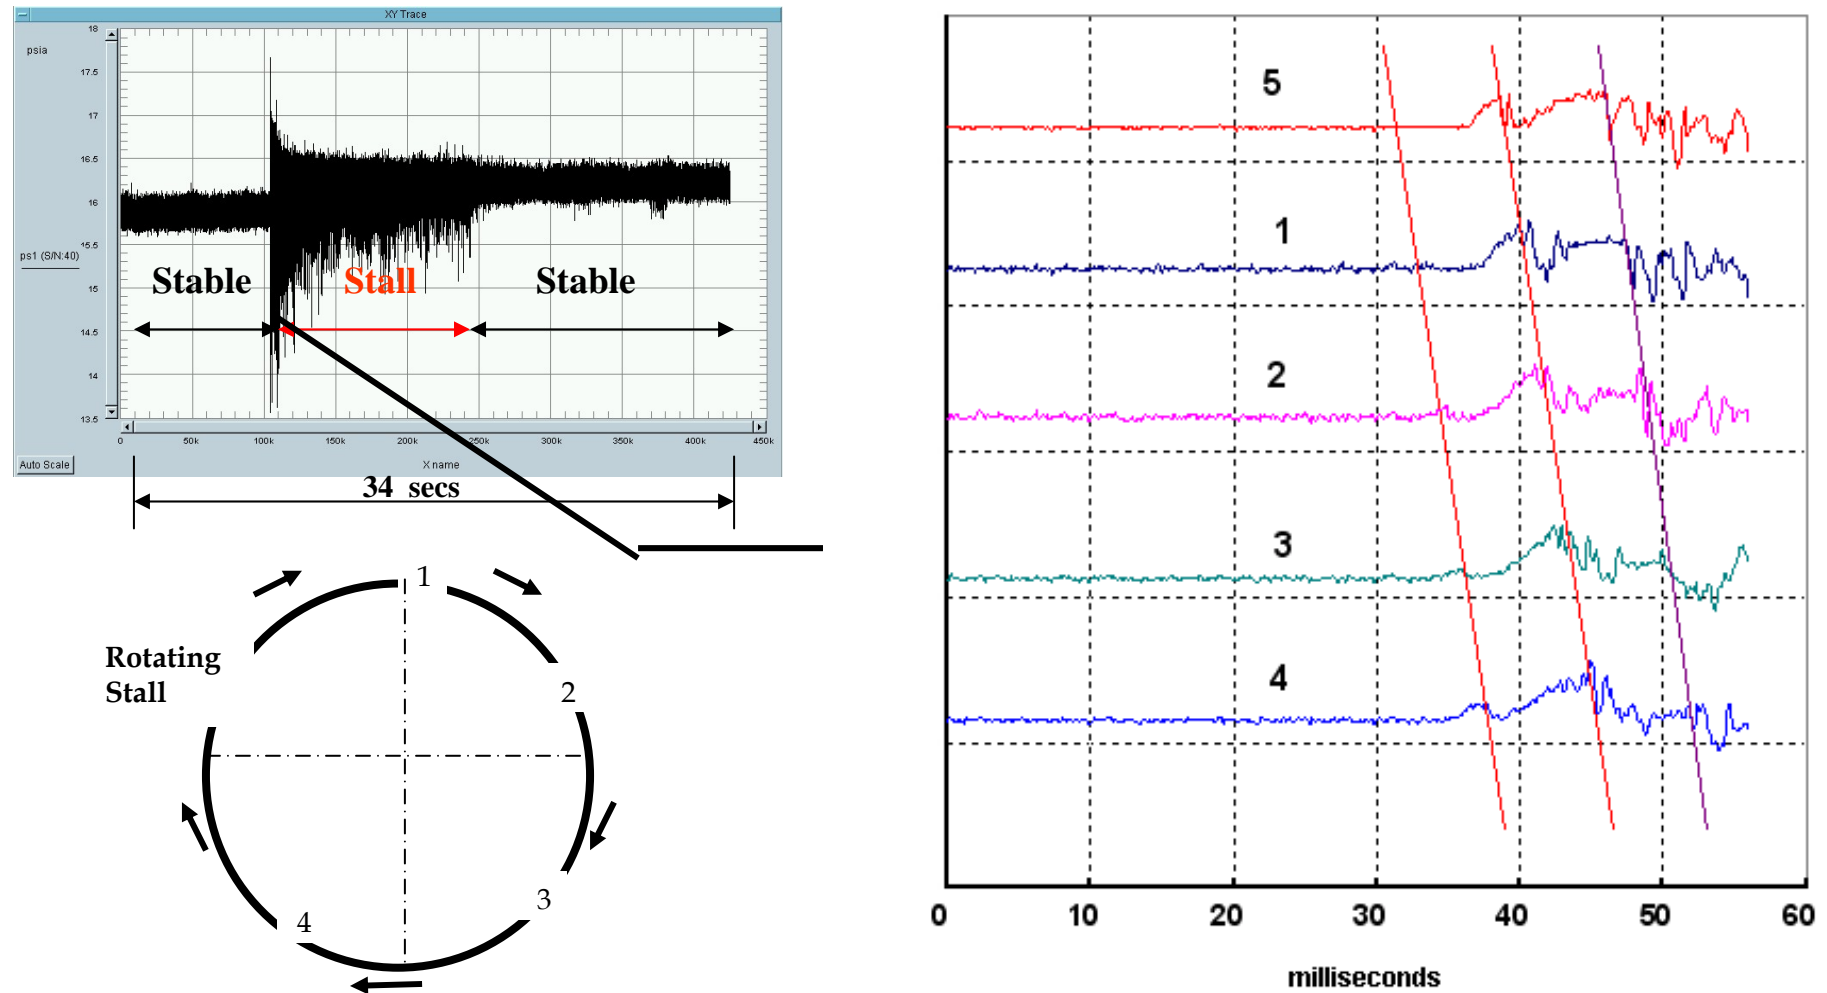 XY Trace
psia
18
17.5
17
16.5
16
15.5
15
14.5
14
13.5
ps1 (S/N:40)
Stable
Stall
Stable
0
50k
100k
150k
200k
250k
300k
350k
400k
450k
Auto Scale
X name
34 secs
Rotating
Stall
1
2
3
4
5
1
2
3
4
0
10
20
30
40
50
60
milliseconds